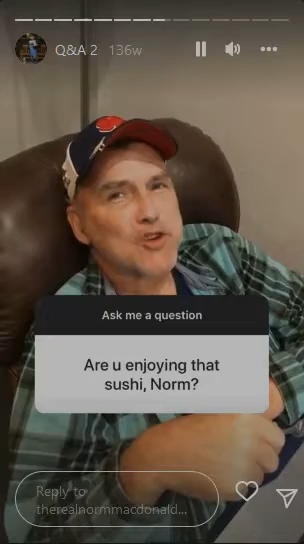 Q&A 2 136w
Ask me a question
Are u enjoying that
sushi, Norm?
Reply to
therealnormmacdonald...